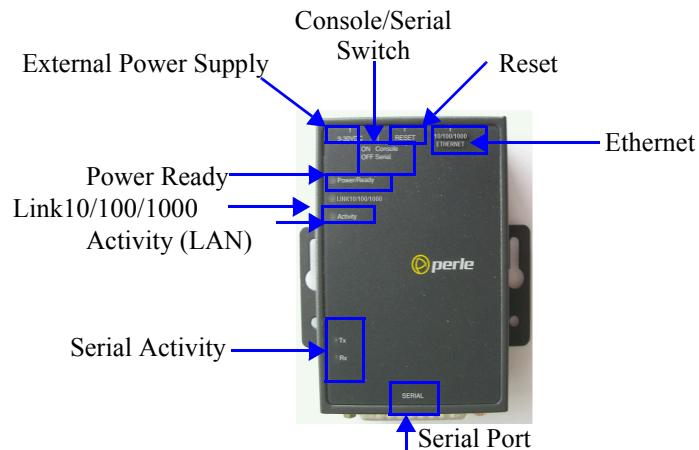 Console/Serial
Switch
External Power Supply
Reset
Ethernet
9-30VDC
RESET
10/100/1000
ETHERNET
ON Console
OFF Serial
Power Ready
Power/Ready
Link10/100/1000
LINK10/100/1000
Activity (LAN)
Activity
perle
Serial Activity
Tx
Rx
SERIAL
Serial Port